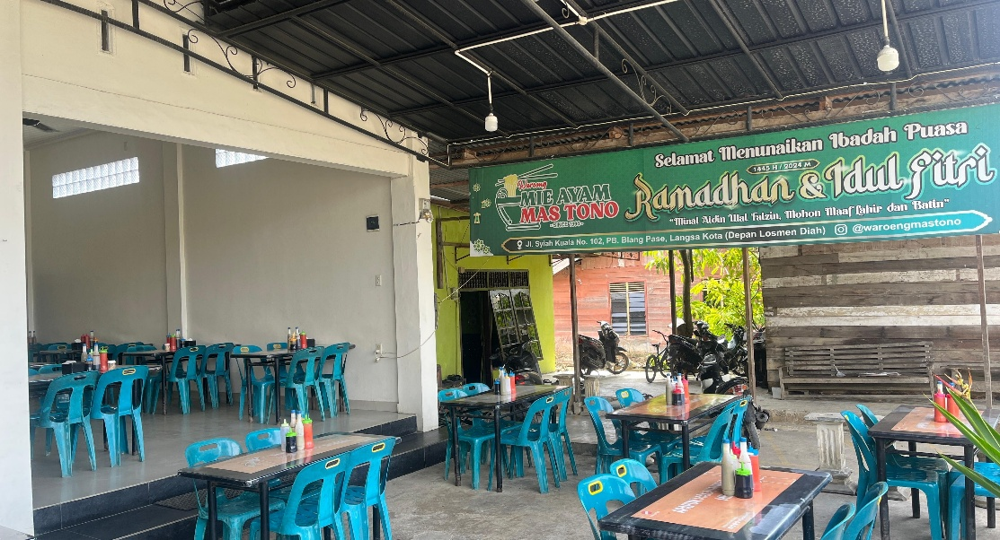 Selamat Menunaikan Ibadah Puasa
1445 H / 2024 M
Ramadhan & Idul Fitri
"Minal Aidin Wal Faizin, Mohon Maaf Lahir dan Batin"
Waroeng
MIE AYAM
MAS TONO
Jl. Syiah Kuala No. 102, PB. Blang Pase, Langsa Kota (Depan Losmen Diah) @waroengmastono